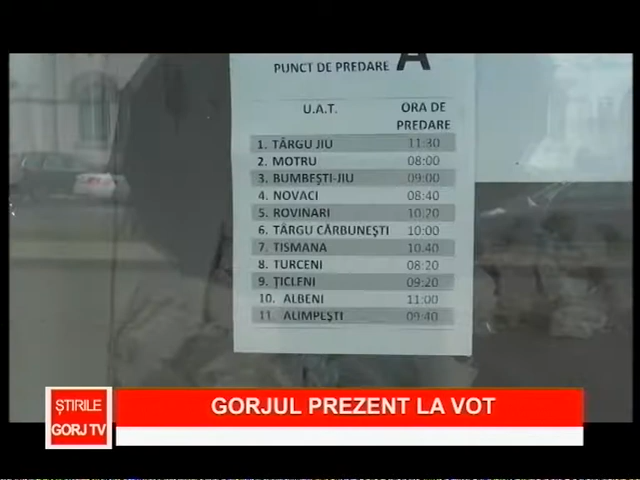 PUNCT DE PREDARE A
U.A.T. ORA DE PREDARE
1. TÂRGU JIU 11:30
2. MOTRU 08:00
3. BUMBEȘTI-JIU 09:00
4. NOVACI 08:40
5. ROVINARI 10:20
6. TÂRGU CĂRBUNEȘTI 10:00
7. TISMANA 10.40
8. TURCENI 08:20
9. ȚICLENI 09:20
10. ALBENI 11:00
11 ALIMPEȘTI 09:40
ȘTIRILE
GORJ TV
GORJUL PREZENT LA VOT